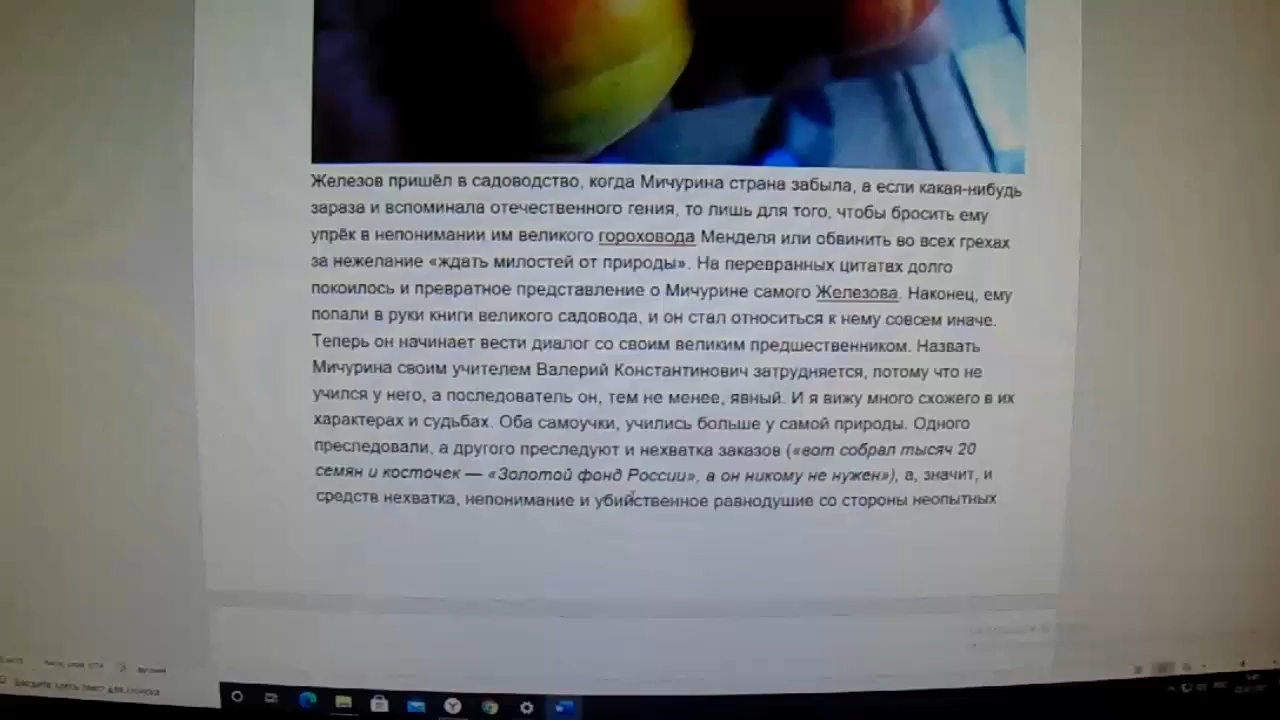 Железов пришёл в садоводство, когда Мичурина страна забыла, а если какая-нибудь
зараза и вспоминала отечественного гения, то лишь для того, чтобы бросить ему
упрёк в непонимании им великого гороховода Менделя или обвинить во всех грехах
за нежелание «ждать милостей от природы». На перевранных цитатах долго
покоилось и превратное представление о Мичурине самого Железова. Наконец, ему
попали в руки книги великого садовода, и он стал относиться к нему совсем иначе.
Теперь он начинает вести диалог со своим великим предшественником. Назвать
Мичурина своим учителем Валерий Константинович затрудняется, потому что не
учился у него, а последователь он, тем не менее, явный. И я вижу много схожего в их
характерах и судьбах. Оба самоучки, учились больше у самой природы. Одного
преследовали, а другого преследуют и нехватка заказов («вот собрал тысяч 20
семян и косточек — «Золотой фонд России», а он никому не нужен»), а, значит, и
средств нехватка, непонимание и убийственное равнодушие со стороны неопытных